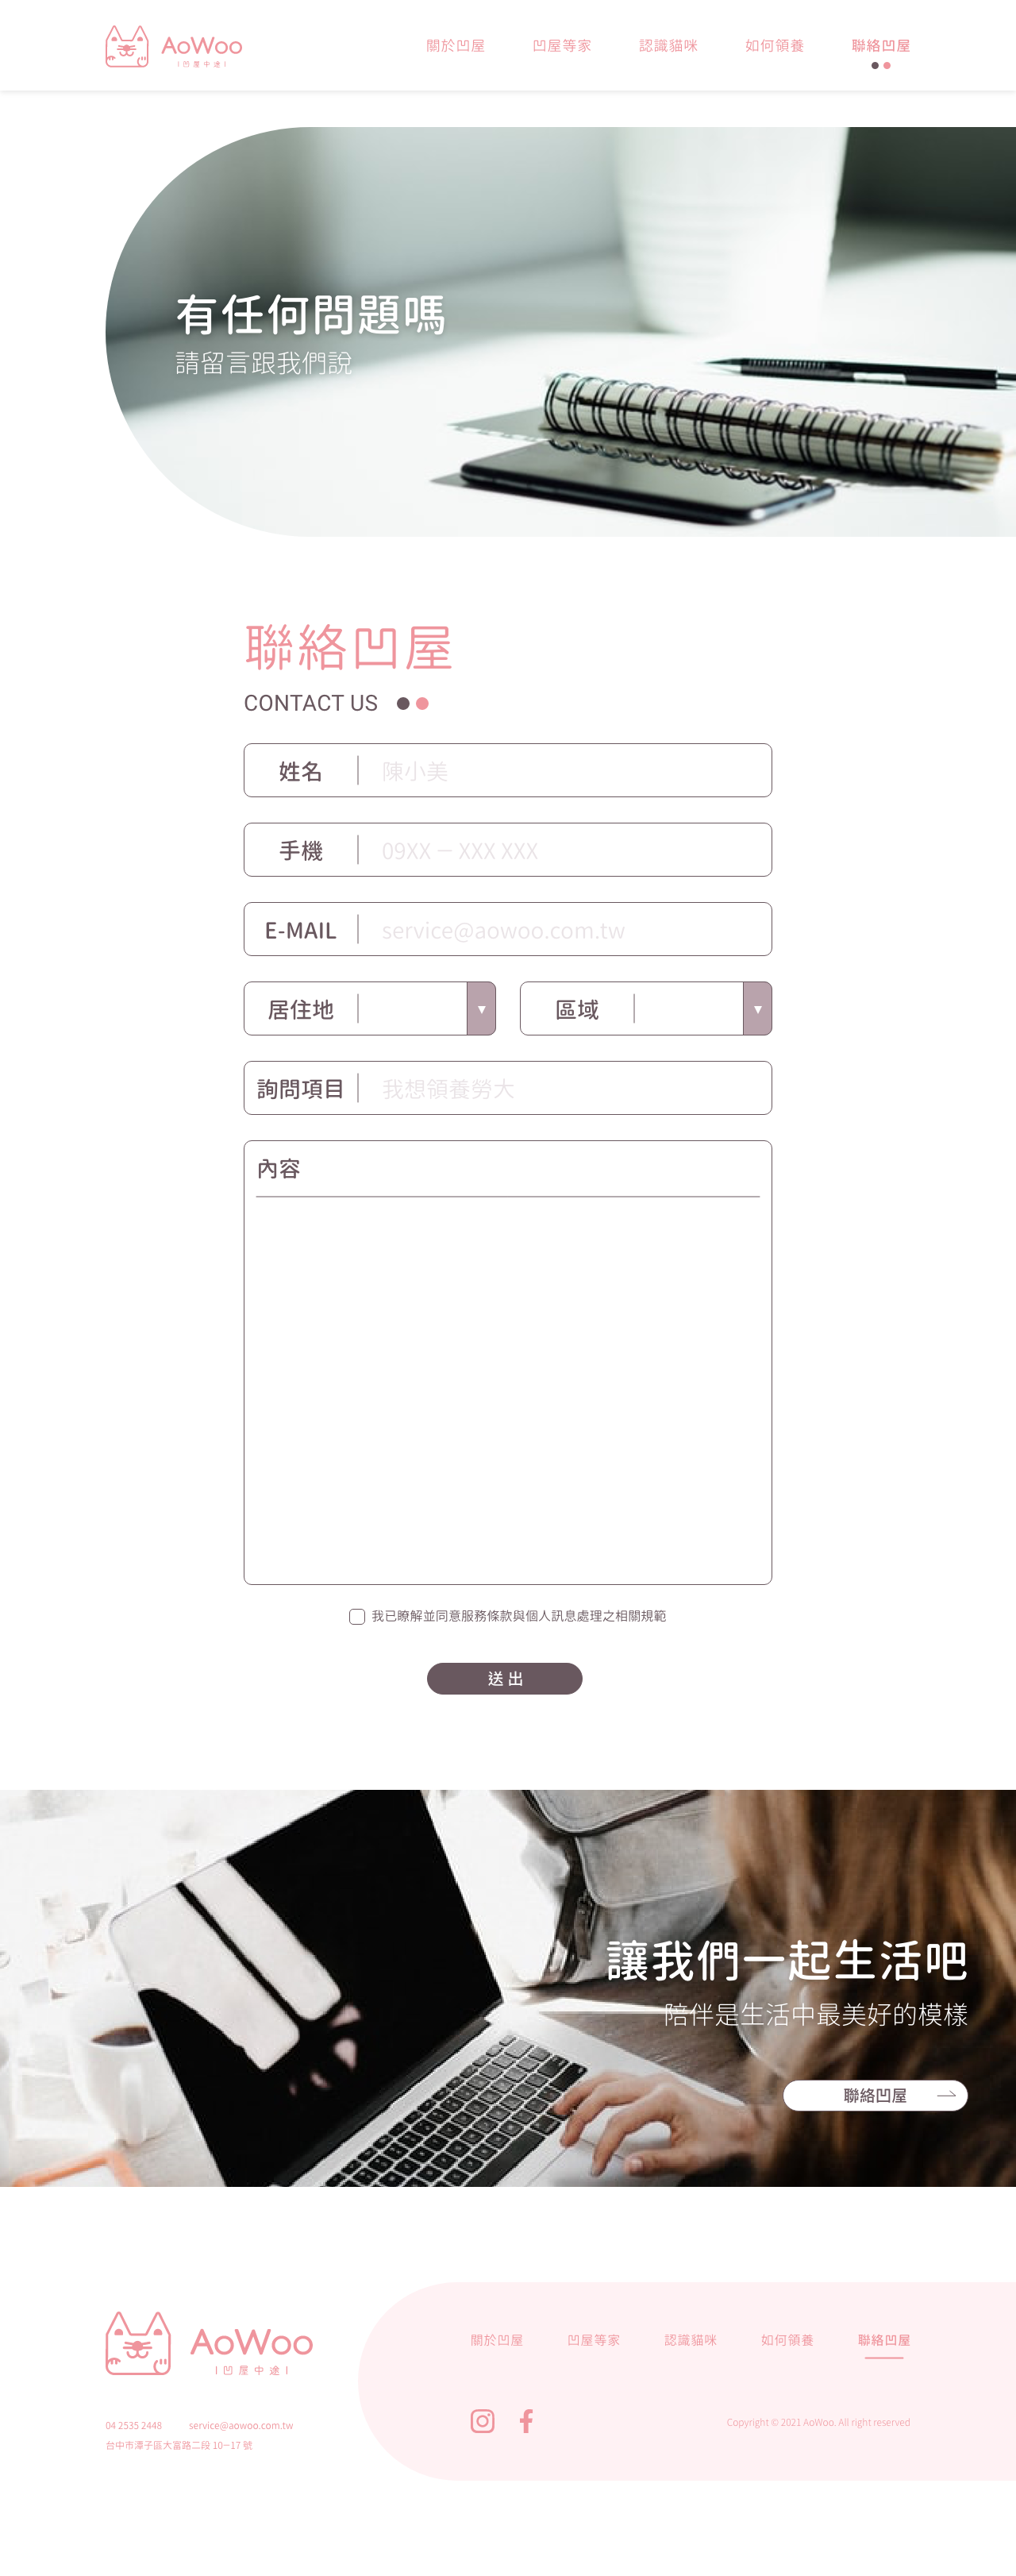 AoWoo
|凹屋中途|
關於凹屋 凹屋等家 認識貓咪 如何領養 聯絡凹屋
有任何問題嗎
請留言跟我們說
聯絡凹屋
CONTACT US
姓名 陳小美
手機 09XX － XXX XXX
E-MAIL service@aowoo.com.tw
居住地 ▼ 區域 ▼
詢問項目 我想領養勞大
內容
我已瞭解並同意服務條款與個人訊息處理之相關規範
送出
讓我們一起生活吧
陪伴是生活中最美好的模樣
聯絡凹屋
AoWoo
|凹屋中途|
關於凹屋 凹屋等家 認識貓咪 如何領養 聯絡凹屋
04 2535 2448 service@aowoo.com.tw
台中市潭子區大富路二段 10−17 號
Copyright © 2021 AoWoo. All right reserved